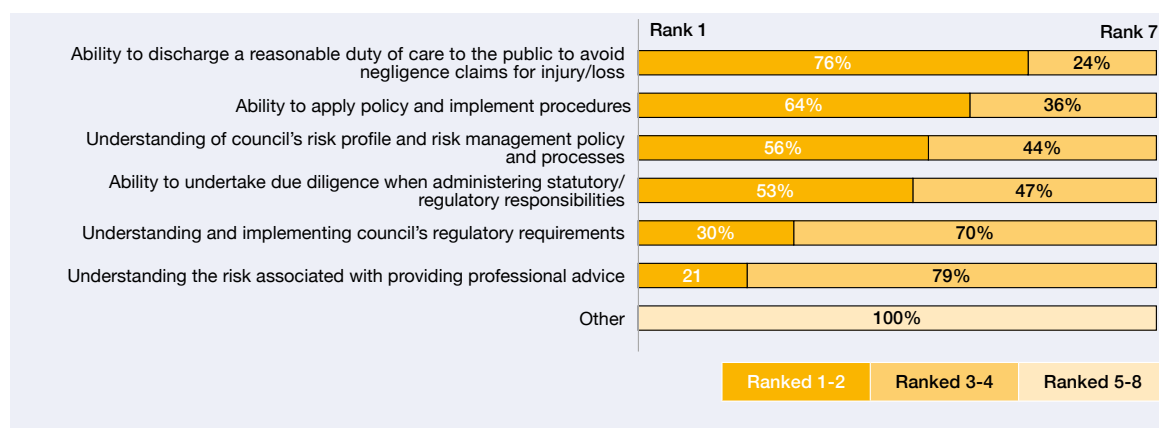 Rank 1 Rank 7
Ability to discharge a reasonable duty of care to the public to avoid
negligence claims for injury/loss
76% 24%
Ability to apply policy and implement procedures
64% 36%
Understanding of council's risk profile and risk management policy
and processes
56% 44%
Ability to undertake due diligence when administering statutory/
regulatory responsibilities
53% 47%
Understanding and implementing council's regulatory requirements
30% 70%
Understanding the risk associated with providing professional advice
21 79%
Other
100%
Ranked 1-2 Ranked 3-4 Ranked 5-8